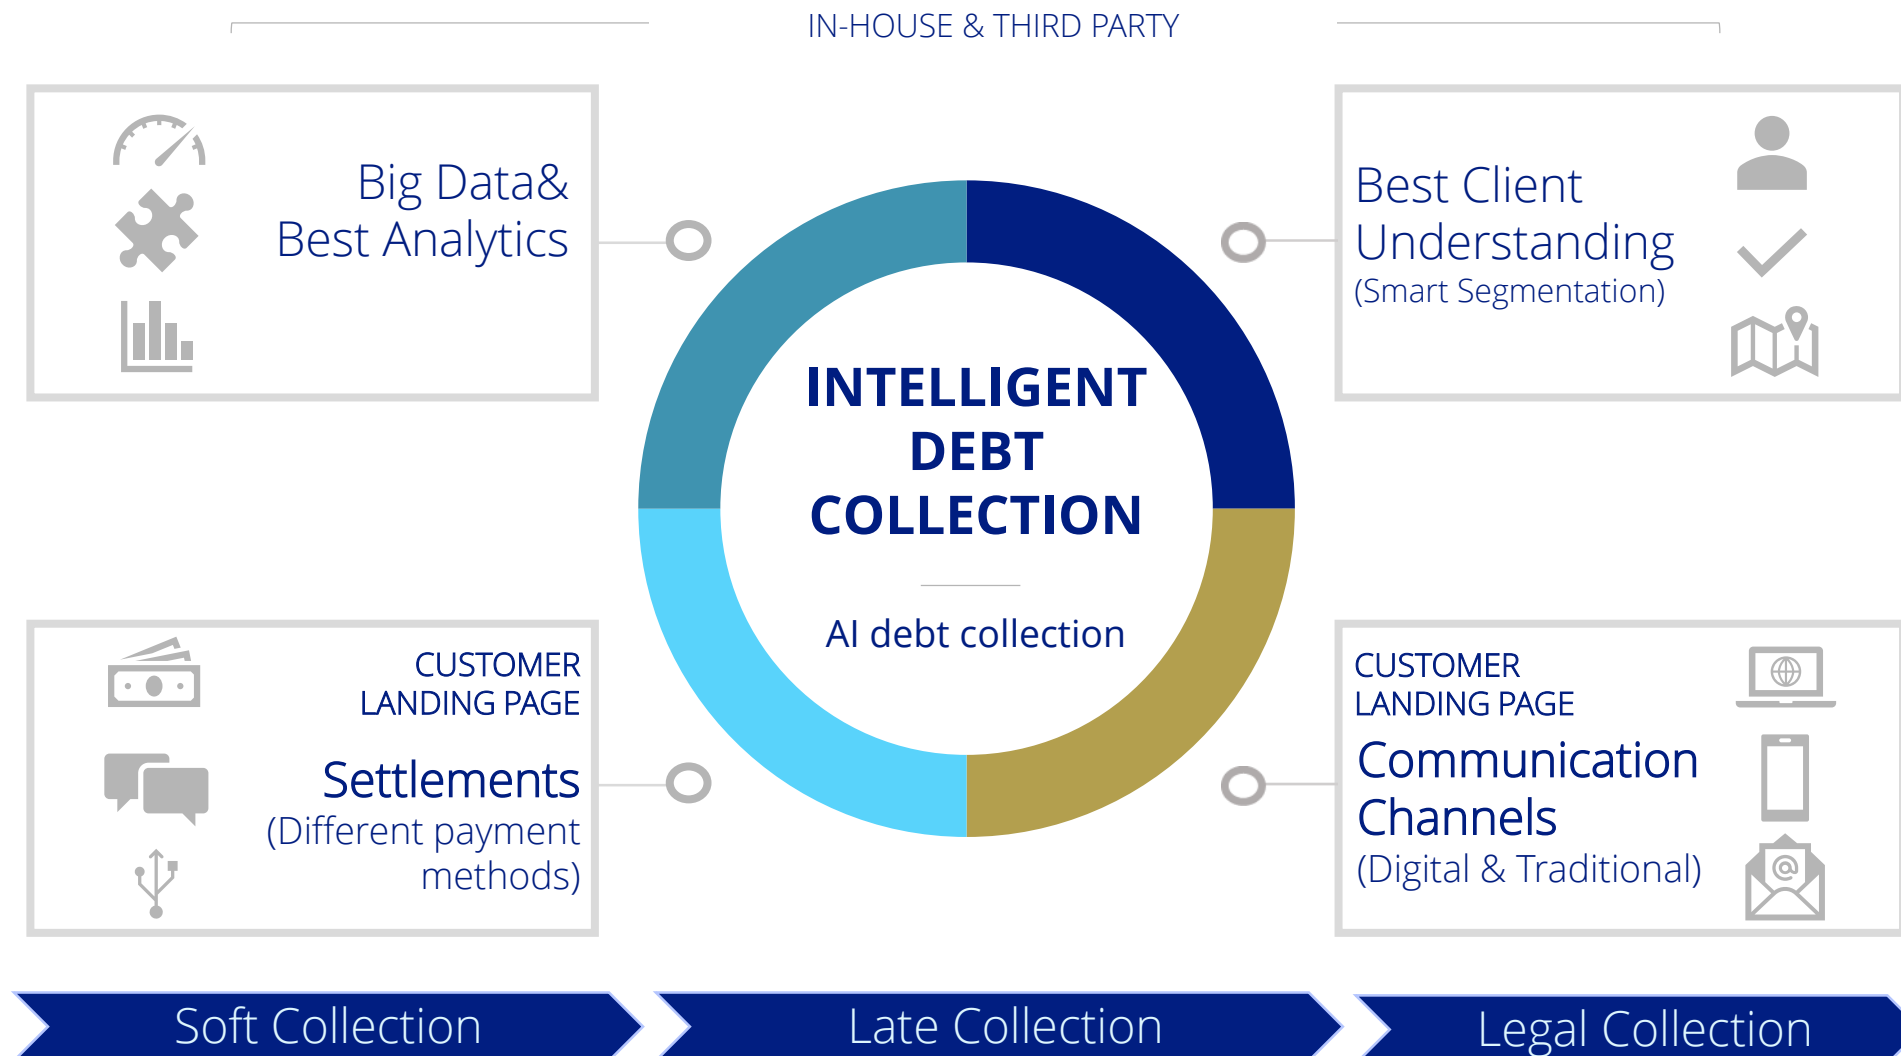 IN-HOUSE & THIRD PARTY
Big Data&
Best Analytics
Best Client
Understanding
(Smart Segmentation)
INTELLIGENT
DEBT
COLLECTION
AI debt collection
CUSTOMER
LANDING PAGE
Settlements
(Different payment
methods)
CUSTOMER
LANDING PAGE
Communication
Channels
(Digital & Traditional)
Soft Collection
Late Collection
Legal Collection